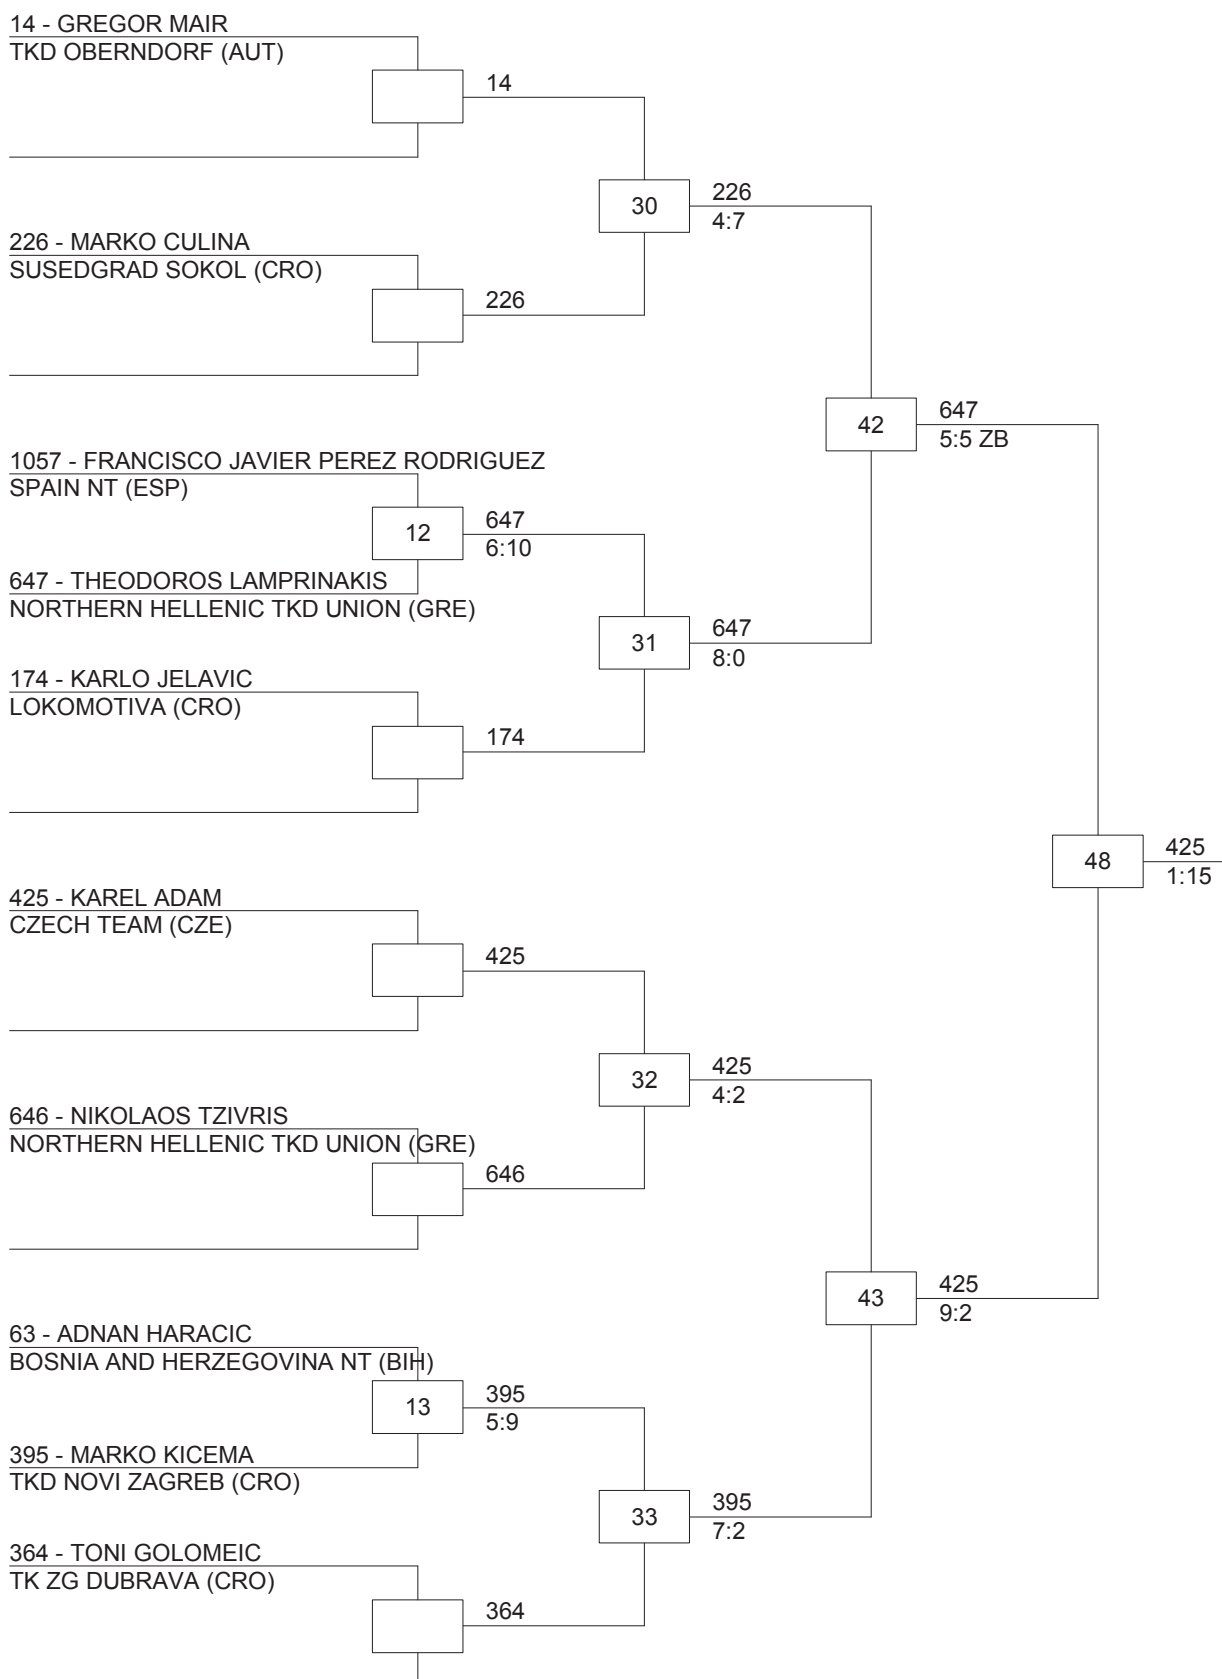 14 - GREGOR MAIR
TKD OBERNDORF (AUT)
14
30
226
4:7
226 - MARKO CULINA
SUSEDGRAD SOKOL (CRO)
226
42
647
5:5 ZB
1057 - FRANCISCO JAVIER PEREZ RODRIGUEZ
SPAIN NT (ESP)
12
647
6:10
647 - THEODOROS LAMPRINAKIS
NORTHERN HELLENIC TKD UNION (GRE)
31
647
8:0
174 - KARLO JELAVIC
LOKOMOTIVA (CRO)
174
48
425
1:15
425 - KAREL ADAM
CZECH TEAM (CZE)
425
32
425
4:2
646 - NIKOLAOS TZIVRIS
NORTHERN HELLENIC TKD UNION (GRE)
646
43
425
9:2
63 - ADNAN HARACIC
BOSNIA AND HERZEGOVINA NT (BIH)
13
395
5:9
395 - MARKO KICEMA
TKD NOVI ZAGREB (CRO)
33
395
7:2
364 - TONI GOLOMEIC
TK ZG DUBRAVA (CRO)
364